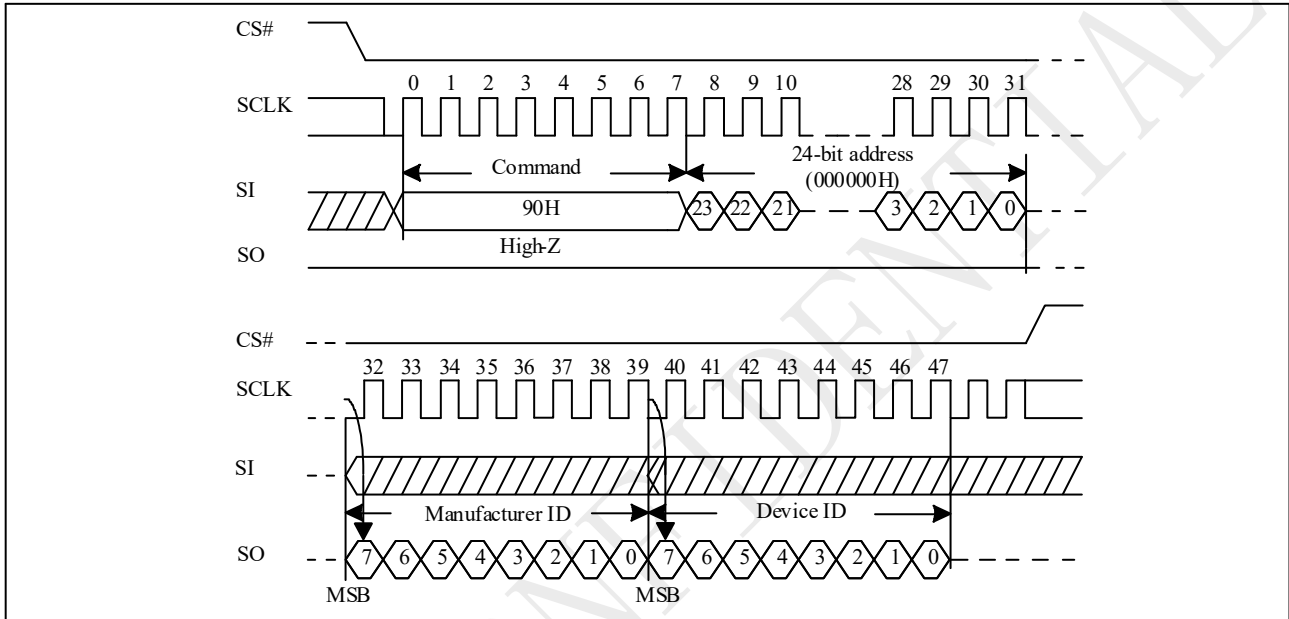 CS#
0 1 2 3 4 5 6 7 8 9 10 28 29 30 31
SCLK
Command 24-bit address
(000000H)
SI
90H 23 22 21 3 2 1 0
High-Z
SO
CS#
32 33 34 35 36 37 38 39 40 41 42 43 44 45 46 47
SCLK
SI
Manufacturer ID Device ID
SO 7 6 5 4 3 2 1 0 7 6 5 4 3 2 1 0
MSB MSB